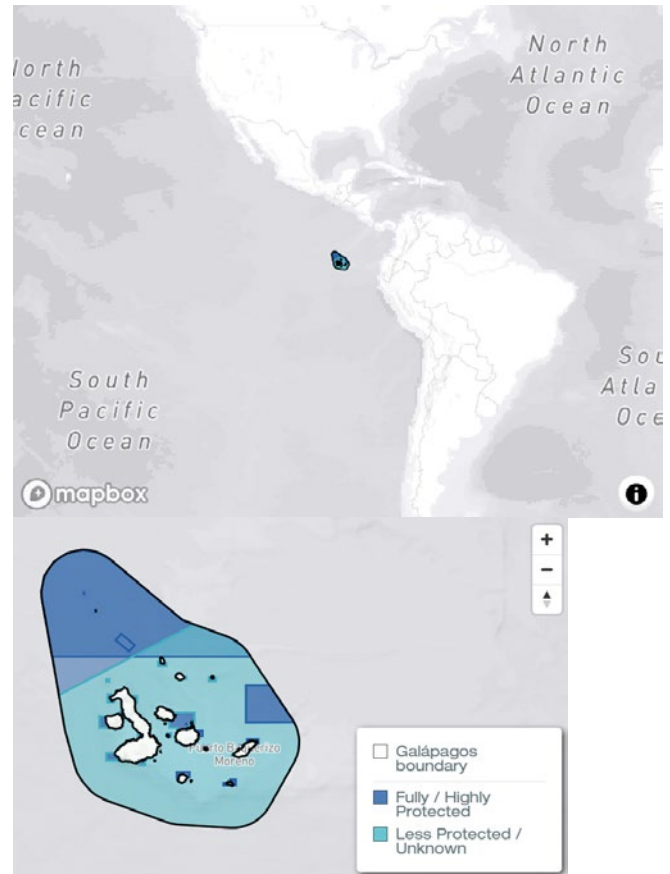 North
Atlantic
Ocean
orth
acific
cean
South
Pacific
Ocean
Sou
Atla
Oce
mapbox
i
+
−
Puerto Baquerizo
Moreno
Galápagos
boundary
Fully / Highly
Protected
Less Protected /
Unknown